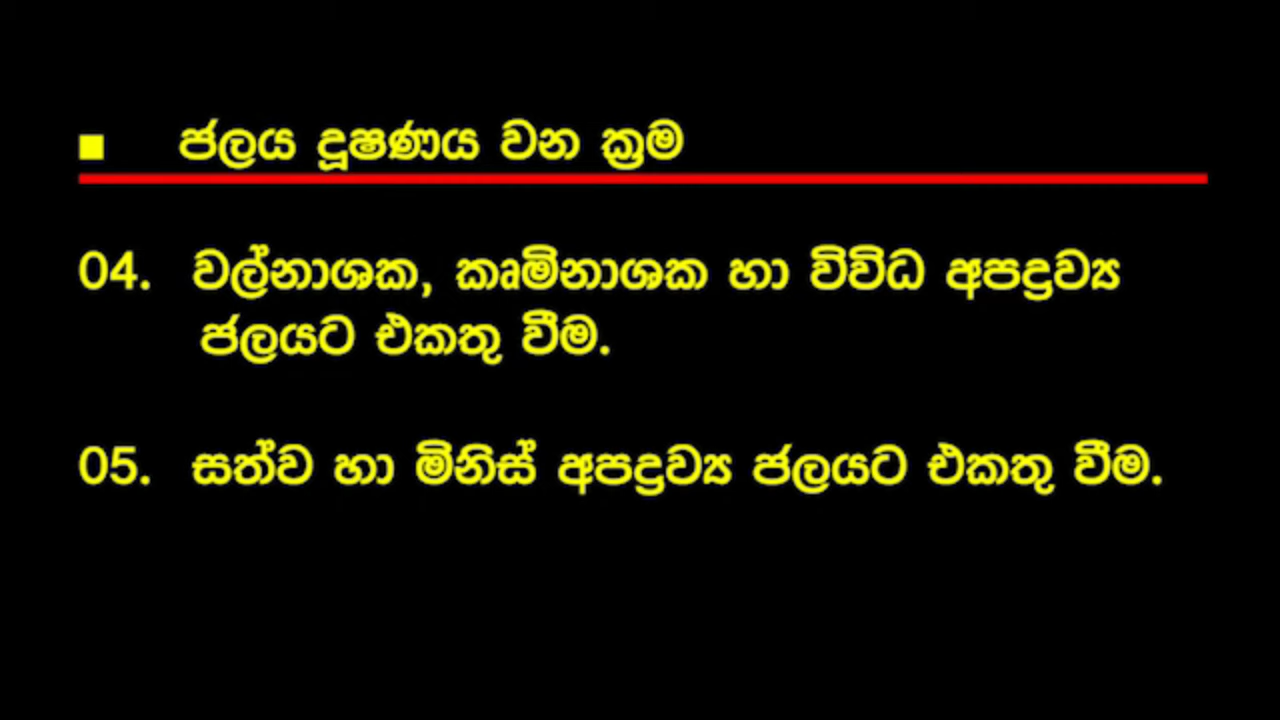 ■ ජලය දූෂණය වන ක්‍රම
04. වල්නාශක, කෘමිනාශක හා විවිධ අපද්‍රව්‍ය
ජලයට එකතු වීම.
05. සත්ව හා මිනිස් අපද්‍රව්‍ය ජලයට එකතු වීම.